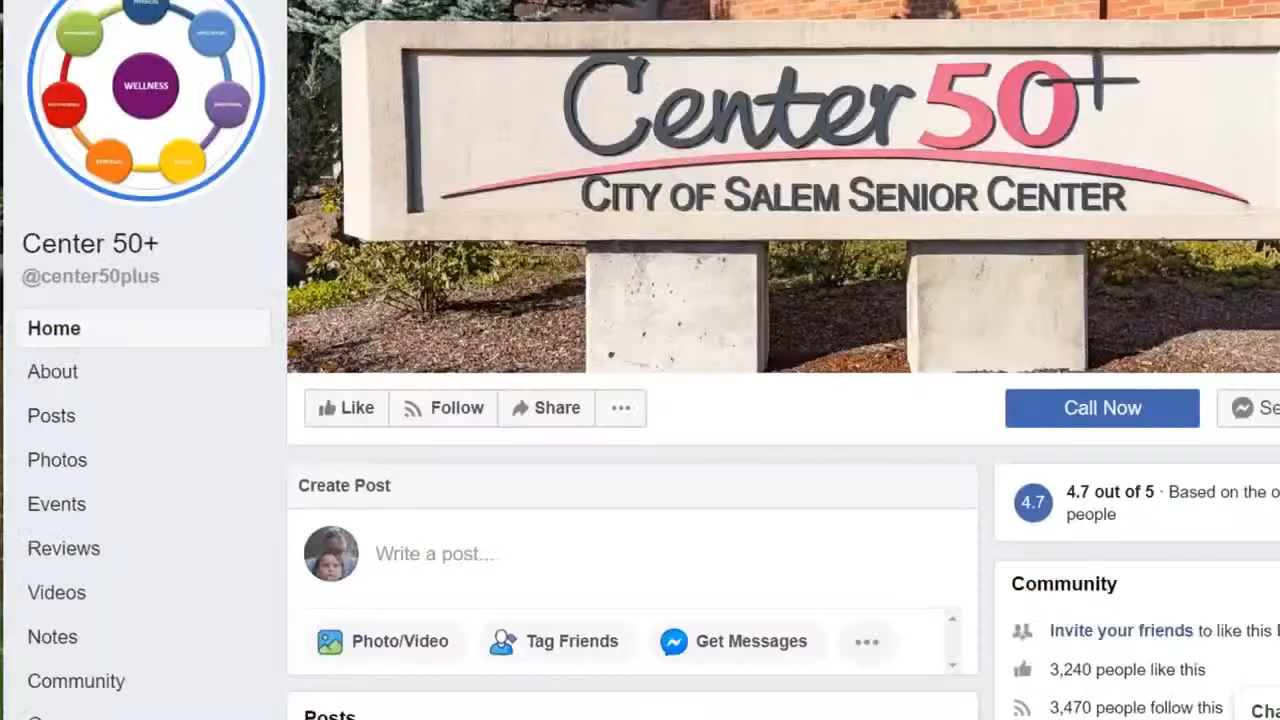 WELLNESS
Center 50+
CITY OF SALEM SENIOR CENTER
Center 50+
@center50plus
Home
About
Posts
Photos
Events
Reviews
Videos
Notes
Community
Like
Follow
Share
Call Now
Create Post
Write a post...
Photo/Video
Tag Friends
Get Messages
Posts
4.7
4.7 out of 5 · Based on the
people
Community
Invite your friends to like this
3,240 people like this
3,470 people follow this